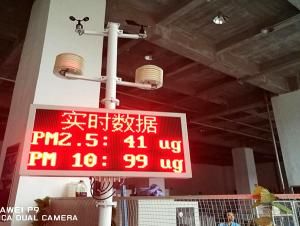 实时数据
PM2.5: 41 ug
PM 10: 99 ug
AWEI P9
CA DUAL CAMERA